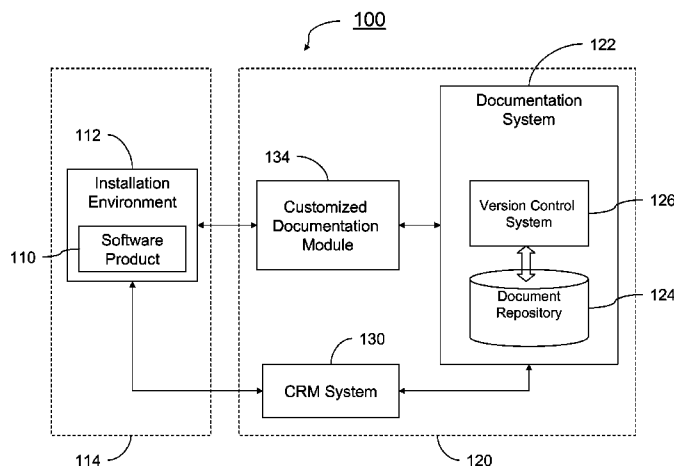 100
122
Documentation
System
112
134
Installation
Environment
Customized
Documentation
Module
Version Control
System
126
110
Software
Product
Document
Repository
124
130
CRM System
114
120